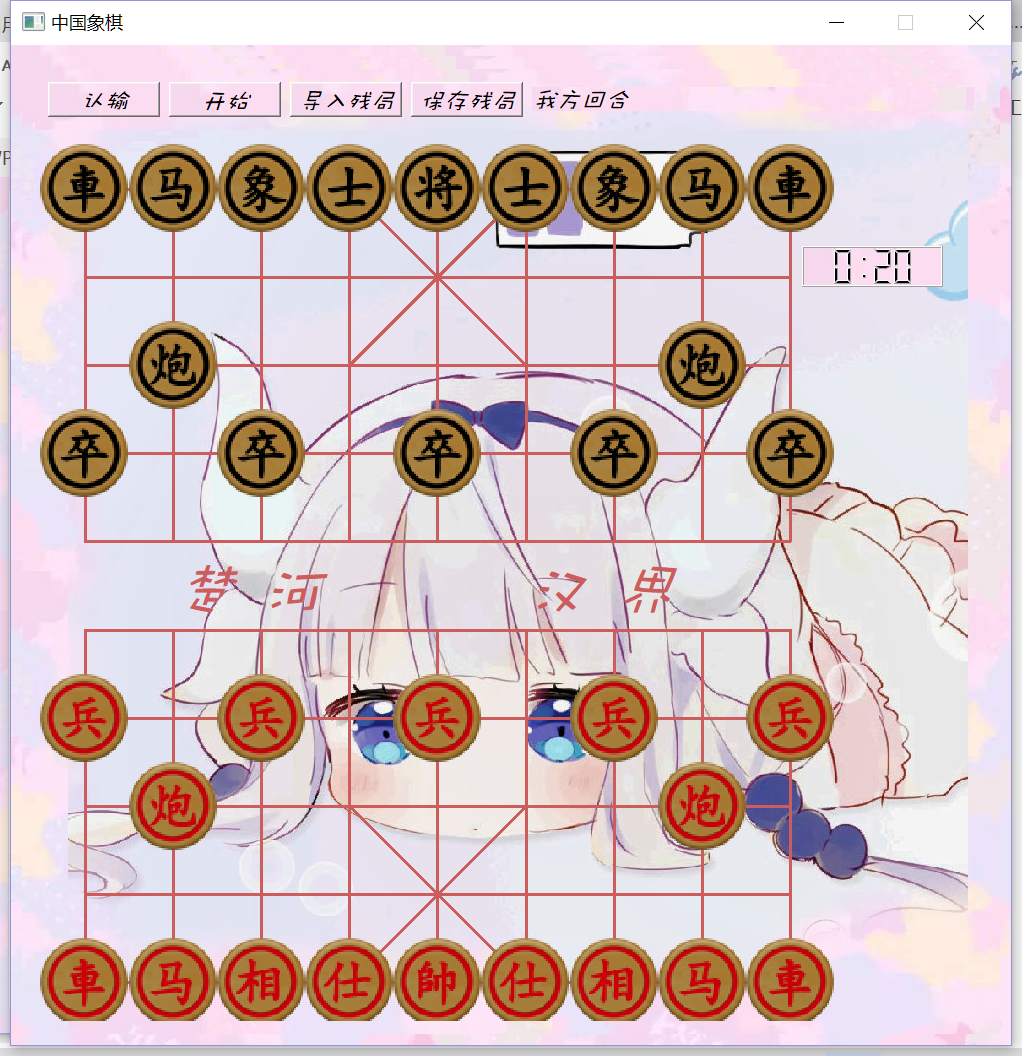 中国象棋
认输 开始 导入残局 保存残局 我方回合
車 马 象 士 将 士 象 马 車
0:20
炮 炮
卒 卒 卒 卒 卒
楚 河 汉 界
兵 兵 兵 兵 兵
炮 炮
車 马 相 仕 帥 仕 相 马 車